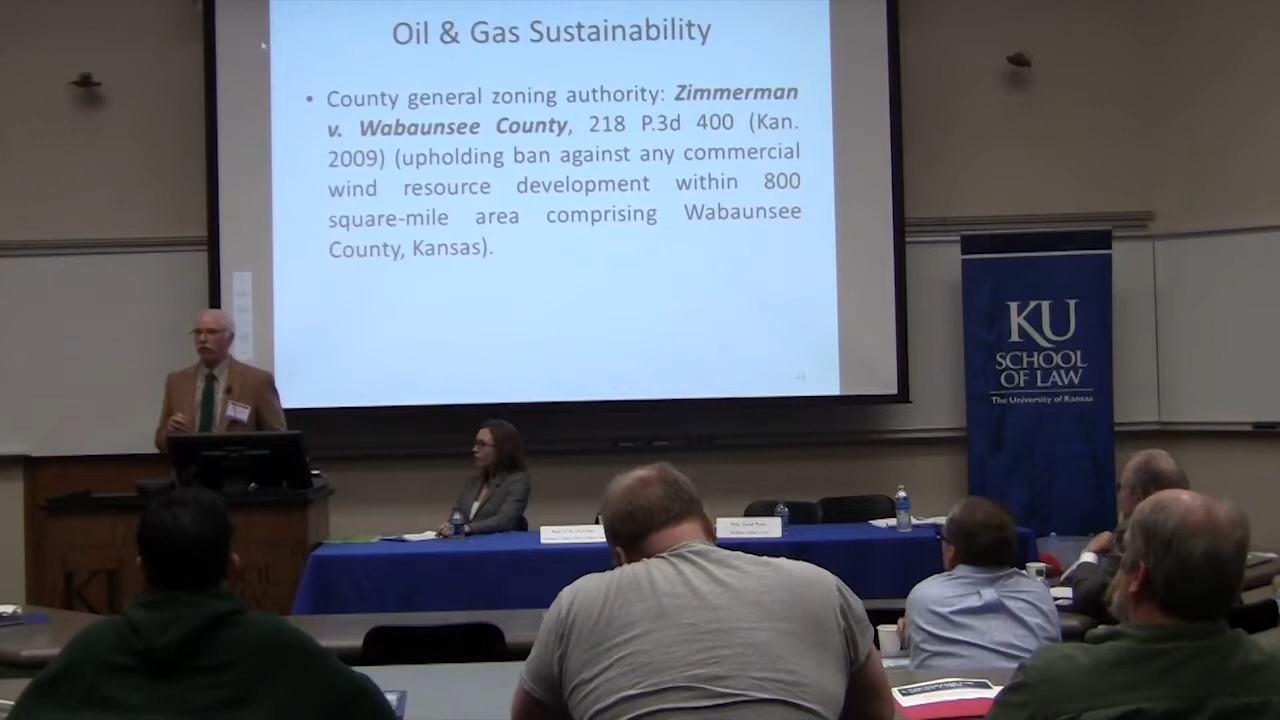 Oil & Gas Sustainability
• County general zoning authority: Zimmerman
v. Wabaunsee County, 218 P.3d 400 (Kan.
2009) (upholding ban against any commercial
wind resource development within 800
square-mile area comprising Wabaunsee
County, Kansas).
KU
SCHOOL
OF LAW
The University of Kansas
KU